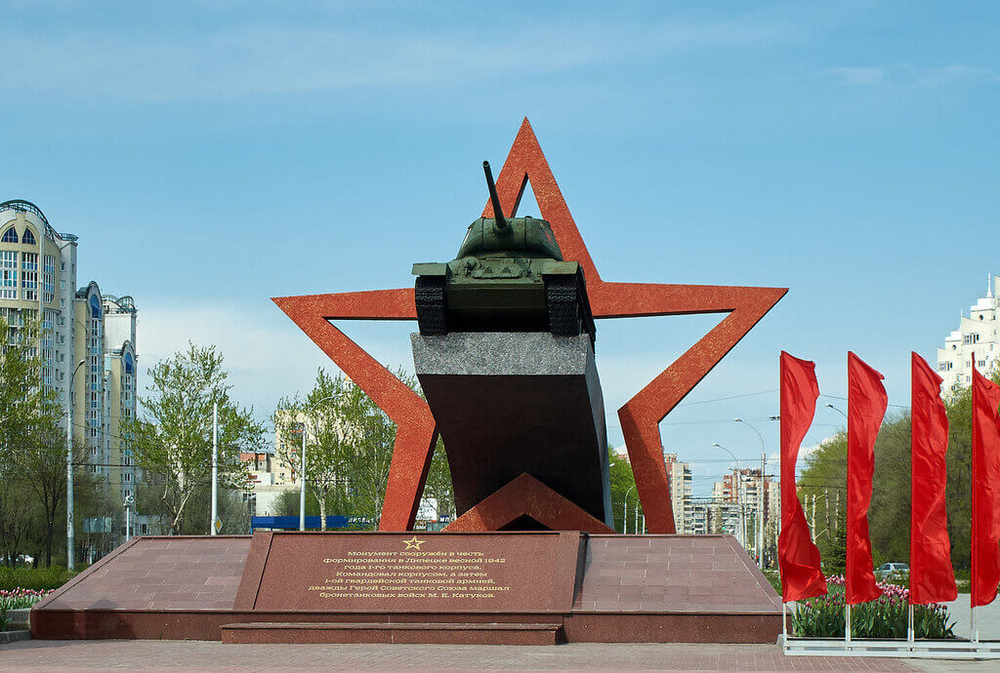 Монумент сооружён в честь
формирования в Липецке весной 1942
года 1-го танкового корпуса.
Командовал корпусом, а затем
1-ой гвардейской танковой армией,
дважды Герой Советского Союза маршал
бронетанковых войск М. Е. Катуков.